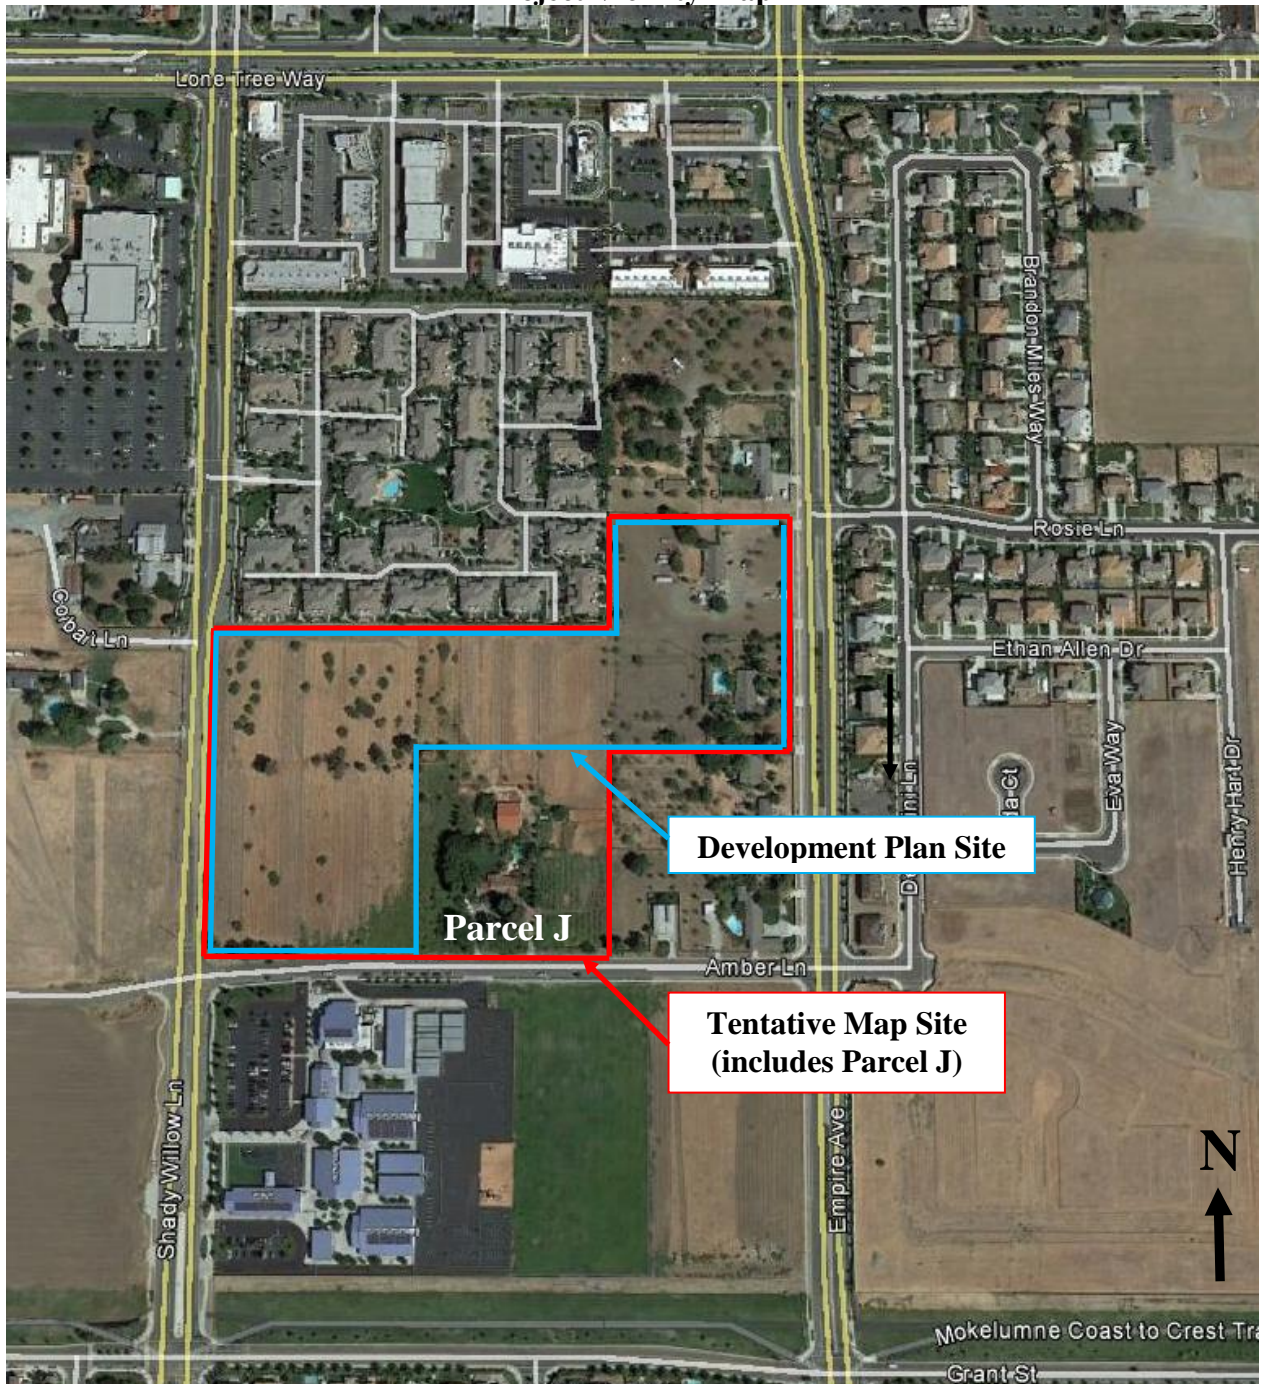 Lone Tree Way
Brandon Miles Way
Rosie Ln
Corbart Ln
Ethan Allen Dr
Eva Way
Henry Hart Dr
Development Plan Site
Parcel J
Amber Ln
Tentative Map Site
(includes Parcel J)
Shady Willow Ln
Empire Ave
N
Mokelumne Coast to Crest Tra
Grant St